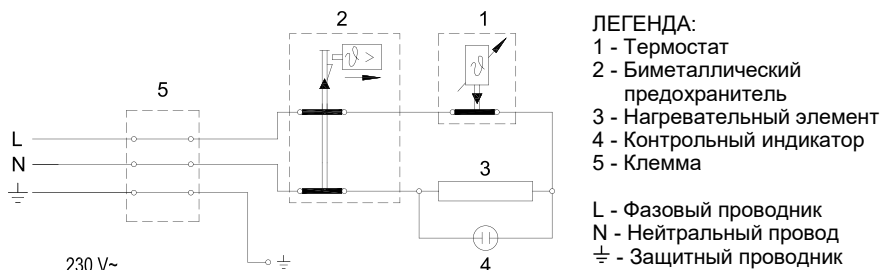 2
1
5
L
N
ϑ >
ϑ
3
4
230 V~
ЛЕГЕНДА:
1 - Термостат
2 - Биметаллический
предохранитель
3 - Нагревательный элемент
4 - Контрольный индикатор
5 - Клемма
L - Фазовый проводник
N - Нейтральный провод
⏚ - Защитный проводник